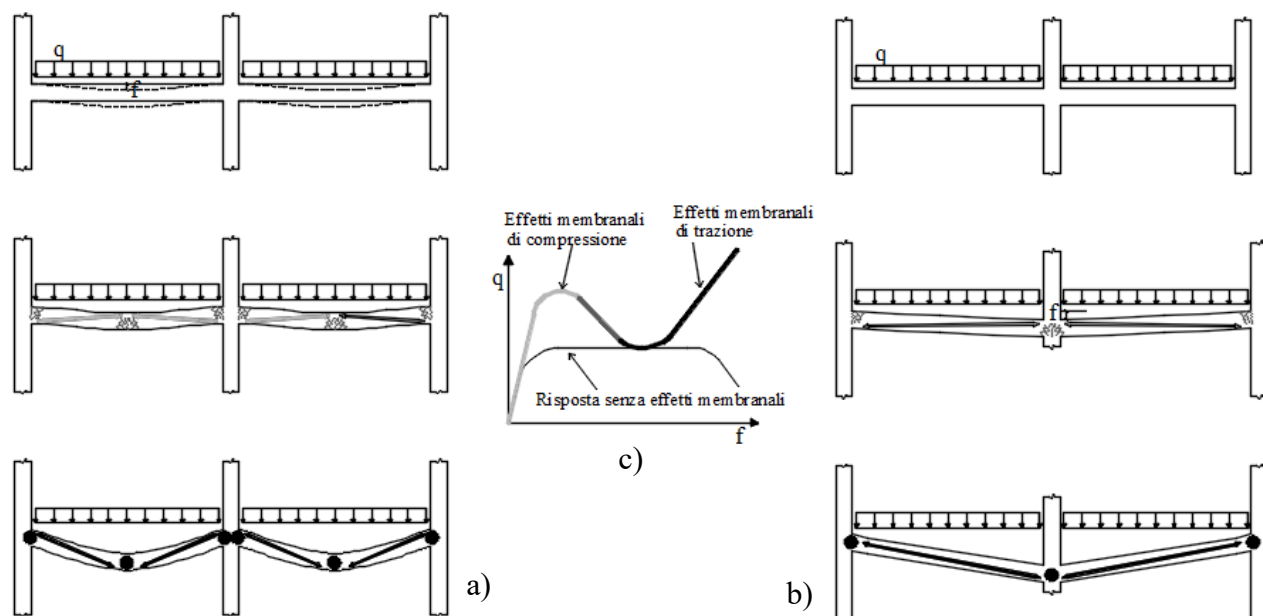 q
f
q
Effetti membranali
di compressione
Effetti membranali
di trazione
q
Risposta senza effetti membranali
f
c)
f
a)
b)